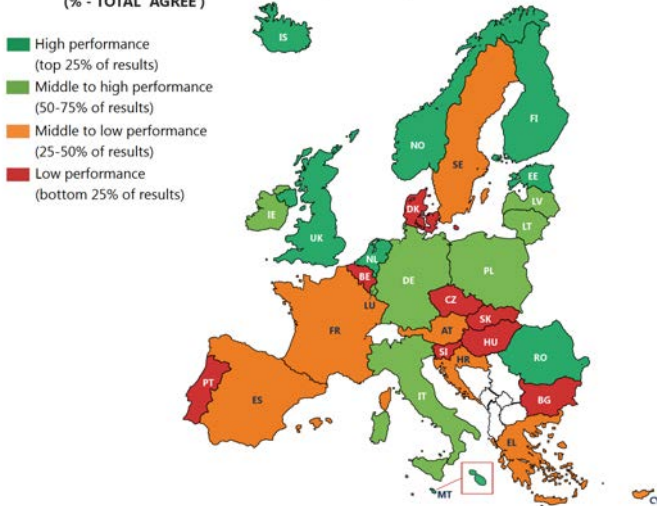 (% - TOTAL 'AGREE')
High performance
(top 25% of results)
Middle to high performance
(50-75% of results)
Middle to low performance
(25-50% of results)
Low performance
(bottom 25% of results)
IS
FI
NO
SE
EE
LV
DK
LT
IE
UK
NL
BE
DE
PL
LU
CZ
SK
FR
AT
HU
SI
HR
RO
PT
ES
IT
BG
EL
MT